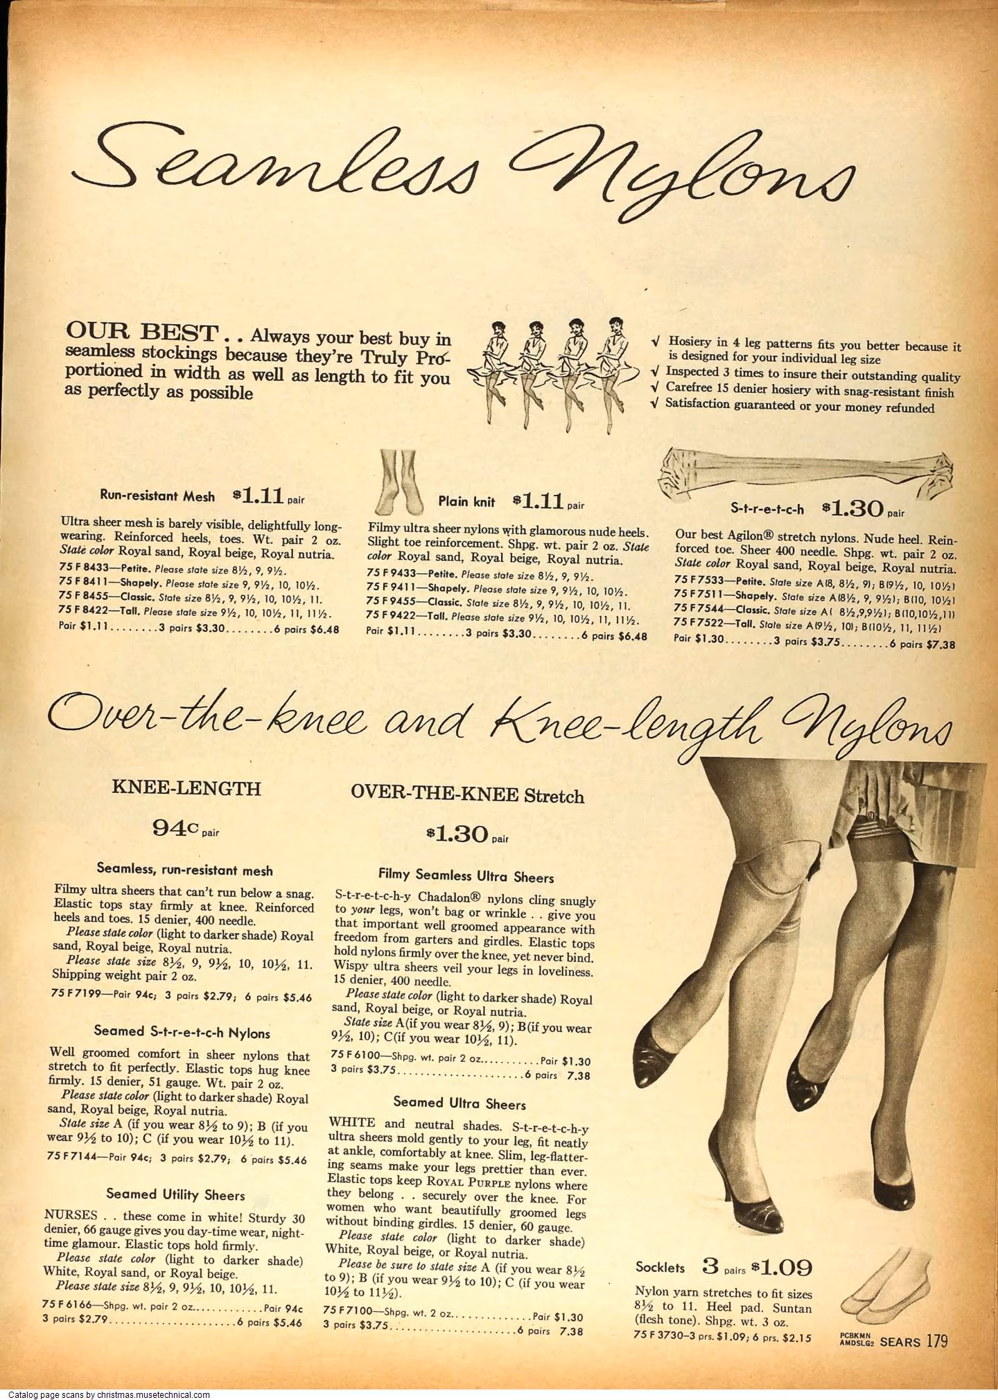 Seamless Nylons
OUR BEST . . Always your best buy in
seamless stockings because they're Truly Pro-
portioned in width as well as length to fit you
as perfectly as possible
√ Hosiery in 4 leg patterns fits you better because it
is designed for your individual leg size
√ Inspected 3 times to insure their outstanding quality
√ Carefree 15 denier hosiery with snag-resistant finish
√ Satisfaction guaranteed or your money refunded
Run-resistant Mesh $1.11 pair
Ultra sheer mesh is barely visible, delightfully long-
wearing. Reinforced heels, toes. Wt. pair 2 oz.
State color Royal sand, Royal beige, Royal nutria.
75 F 8433—Petite. Please state size 8½, 9, 9½.
75 F 8411—Shapely. Please state size 9, 9½, 10, 10½.
75 F 8455—Classic. State size 8½, 9, 9½, 10, 10½, 11.
75 F 8422—Tall. Please state size 9½, 10, 10½, 11, 11½.
Pair $1.11........3 pairs $3.30........6 pairs $6.48
Plain knit $1.11 pair
Filmy ultra sheer nylons with glamorous nude heels.
Slight toe reinforcement. Shpg. wt. pair 2 oz. State
color Royal sand, Royal beige, Royal nutria.
75 F 9433—Petite. Please state size 8½, 9, 9½.
75 F 9411—Shapely. Please state size 9, 9½, 10, 10½.
75 F 9455—Classic. State size 8½, 9, 9½, 10, 10½, 11.
75 F 9422—Tall. Please state size 9½, 10, 10½, 11, 11½.
Pair $1.11........3 pairs $3.30........6 pairs $6.48
S-t-r-e-t-c-h $1.30 pair
Our best Agilon® stretch nylons. Nude heel. Rein-
forced toe. Sheer 400 needle. Shpg. wt. pair 2 oz.
State color Royal sand, Royal beige, Royal nutria.
75 F 7533—Petite. State size A(8, 8½, 9); B(9½, 10, 10½)
75 F 7511—Shapely. State size A(8½, 9, 9½); B(10, 10½)
75 F 7544—Classic. State size A( 8½,9,9½); B(10,10½,11)
75 F 7522—Tall. State size A(9½, 10); B(10½, 11, 11½)
Pair $1.30........3 pairs $3.75........6 pairs $7.38
Over-the-knee and Knee-length Nylons
KNEE-LENGTH
94c pair
Seamless, run-resistant mesh
Filmy ultra sheers that can't run below a snag.
Elastic tops stay firmly at knee. Reinforced
heels and toes. 15 denier, 400 needle.
Please state color (light to darker shade) Royal
sand, Royal beige, Royal nutria.
Please state size 8½, 9, 9½, 10, 10½, 11.
Shipping weight pair 2 oz.
75 F 7199—Pair 94c; 3 pairs $2.79; 6 pairs $5.46
Seamed S-t-r-e-t-c-h Nylons
Well groomed comfort in sheer nylons that
stretch to fit perfectly. Elastic tops hug knee
firmly. 15 denier, 51 gauge. Wt. pair 2 oz.
Please state color (light to darker shade) Royal
sand, Royal beige, Royal nutria.
State size A (if you wear 8½ to 9); B (if you
wear 9½ to 10); C (if you wear 10½ to 11).
75 F 7144—Pair 94c; 3 pairs $2.79; 6 pairs $5.46
Seamed Utility Sheers
NURSES . . these come in white! Sturdy 30
denier, 66 gauge gives you day-time wear, night-
time glamour. Elastic tops hold firmly.
Please state color (light to darker shade)
White, Royal sand, or Royal beige.
Please state size 8½, 9, 9½, 10, 10½, 11.
75 F 6166—Shpg. wt. pair 2 oz............Pair 94c
3 pairs $2.79......................6 pairs $5.46
OVER-THE-KNEE Stretch
$1.30 pair
Filmy Seamless Ultra Sheers
S-t-r-e-t-c-h-y Chadalon® nylons cling snugly
to your legs, won't bag or wrinkle . . give you
that important well groomed appearance with
freedom from garters and girdles. Elastic tops
hold nylons firmly over the knee, yet never bind.
Wispy ultra sheers veil your legs in loveliness.
15 denier, 400 needle.
Please state color (light to darker shade) Royal
sand, Royal beige, or Royal nutria.
State size A(if you wear 8½, 9); B(if you wear
9½, 10); C(if you wear 10½, 11).
75 F 6100—Shpg. wt. pair 2 oz...........Pair $1.30
3 pairs $3.75......................6 pairs 7.38
Seamed Ultra Sheers
WHITE and neutral shades. S-t-r-e-t-c-h-y
ultra sheers mold gently to your leg, fit neatly
at ankle, comfortably at knee. Slim, leg-flatter-
ing seams make your legs prettier than ever.
Elastic tops keep ROYAL PURPLE nylons where
they belong . . securely over the knee. For
women who want beautifully groomed legs
without binding girdles. 15 denier, 60 gauge.
Please state color (light to darker shade)
White, Royal beige, or Royal nutria.
Please be sure to state size A (if you wear 8½
to 9); B (if you wear 9½ to 10); C (if you wear
10½ to 11½).
75 F 7100—Shpg. wt. 2 oz...............Pair $1.30
3 pairs $3.75......................6 pairs 7.38
Socklets 3 pairs $1.09
Nylon yarn stretches to fit sizes
8½ to 11. Heel pad. Suntan
(flesh tone). Shpg. wt. 3 oz.
75 F 3730–3 prs. $1.09; 6 prs. $2.15
PCBKMN
AMDSLG2 SEARS 179
Catalog page scans by christmas.musetechnical.com